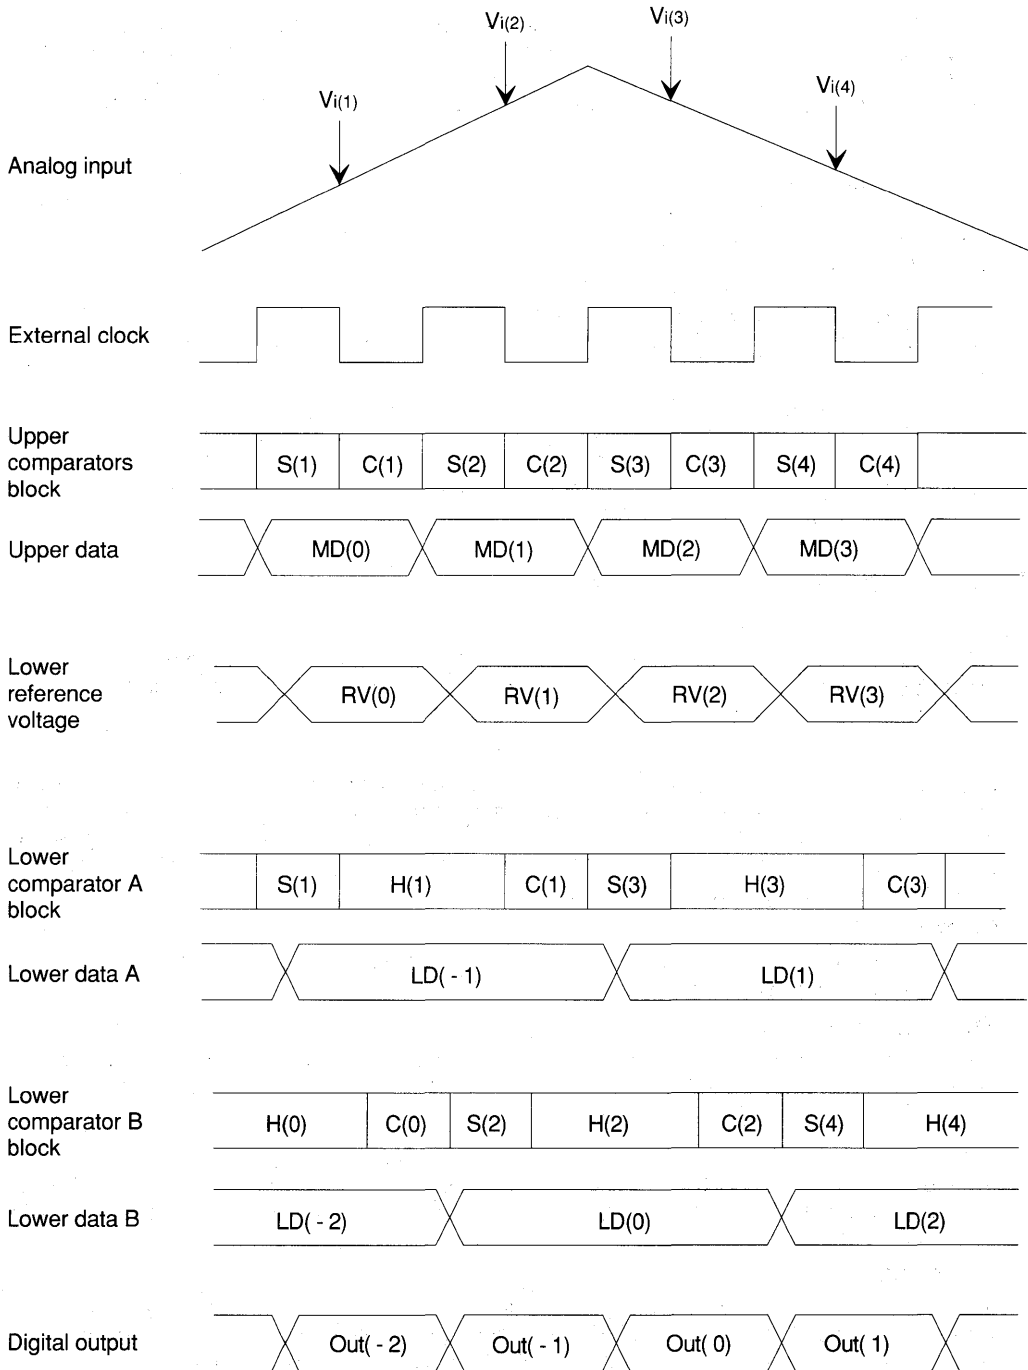 Vi(2)
Vi(3)
Vi(1)
Vi(4)
Analog input
External clock
Upper
comparators
block
S(1) C(1) S(2) C(2) S(3) C(3) S(4) C(4)
Upper data
MD(0) MD(1) MD(2) MD(3)
Lower
reference
voltage
RV(0) RV(1) RV(2) RV(3)
Lower
comparator A
block
S(1) H(1) C(1) S(3) H(3) C(3)
Lower data A
LD( - 1) LD(1)
Lower
comparator B
block
H(0) C(0) S(2) H(2) C(2) S(4) H(4)
Lower data B
LD( - 2) LD(0) LD(2)
Digital output
Out( - 2) Out( - 1) Out( 0) Out( 1)